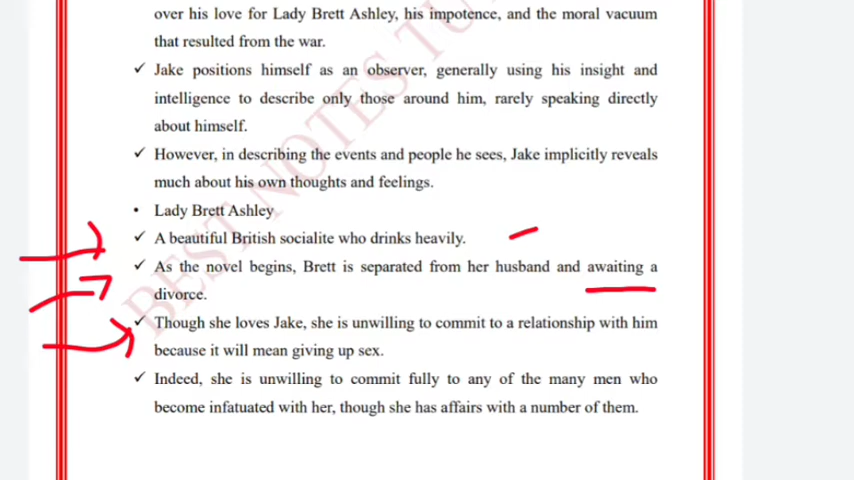 over his love for Lady Brett Ashley, his impotence, and the moral vacuum
that resulted from the war.
✓ Jake positions himself as an observer, generally using his insight and
intelligence to describe only those around him, rarely speaking directly
about himself.
✓ However, in describing the events and people he sees, Jake implicitly reveals
much about his own thoughts and feelings.
• Lady Brett Ashley
✓ A beautiful British socialite who drinks heavily.
✓ As the novel begins, Brett is separated from her husband and awaiting a
divorce.
✓ Though she loves Jake, she is unwilling to commit to a relationship with him
because it will mean giving up sex.
✓ Indeed, she is unwilling to commit fully to any of the many men who
become infatuated with her, though she has affairs with a number of them.
BEST NOTES